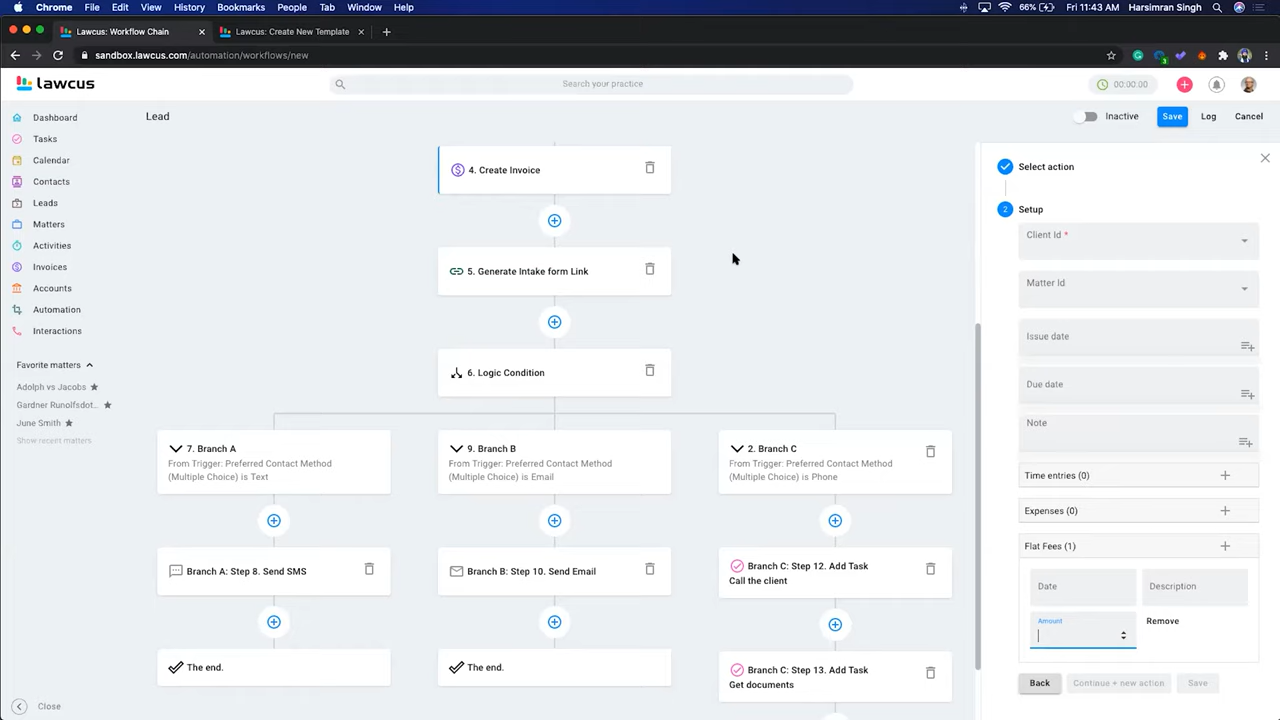 Chrome File Edit View History Bookmarks People Tab Window Help 66% Fri 11:43 AM Harsimran Singh
Lawcus: Workflow Chain Lawcus: Create New Template
sandbox.lawcus.com/automation/workflows/new
lawcus Search your practice 00:00.00
Lead Inactive Save Log Cancel
Dashboard
Tasks
Calendar
Contacts
Leads
Matters
Activities
Invoices
Accounts
Automation
Interactions
Favorite matters
Adolph vs Jacobs
Gardner Runolfsdot...
June Smith
Show recent matters
Close
4. Create Invoice
5. Generate Intake form Link
6. Logic Condition
7. Branch A
From Trigger: Preferred Contact Method
(Multiple Choice) is Text
Branch A: Step 8. Send SMS
The end.
9. Branch B
From Trigger: Preferred Contact Method
(Multiple Choice) is Email
Branch B: Step 10. Send Email
The end.
2. Branch C
From Trigger: Preferred Contact Method
(Multiple Choice) is Phone
Branch C: Step 12. Add Task
Call the client
Branch C: Step 13. Add Task
Get documents
Select action
2 Setup
Client Id *
Matter Id
Issue date
Due date
Note
Time entries (0)
Expenses (0)
Flat Fees (1)
Date Description
Amount Remove
Back Continue + new action Save